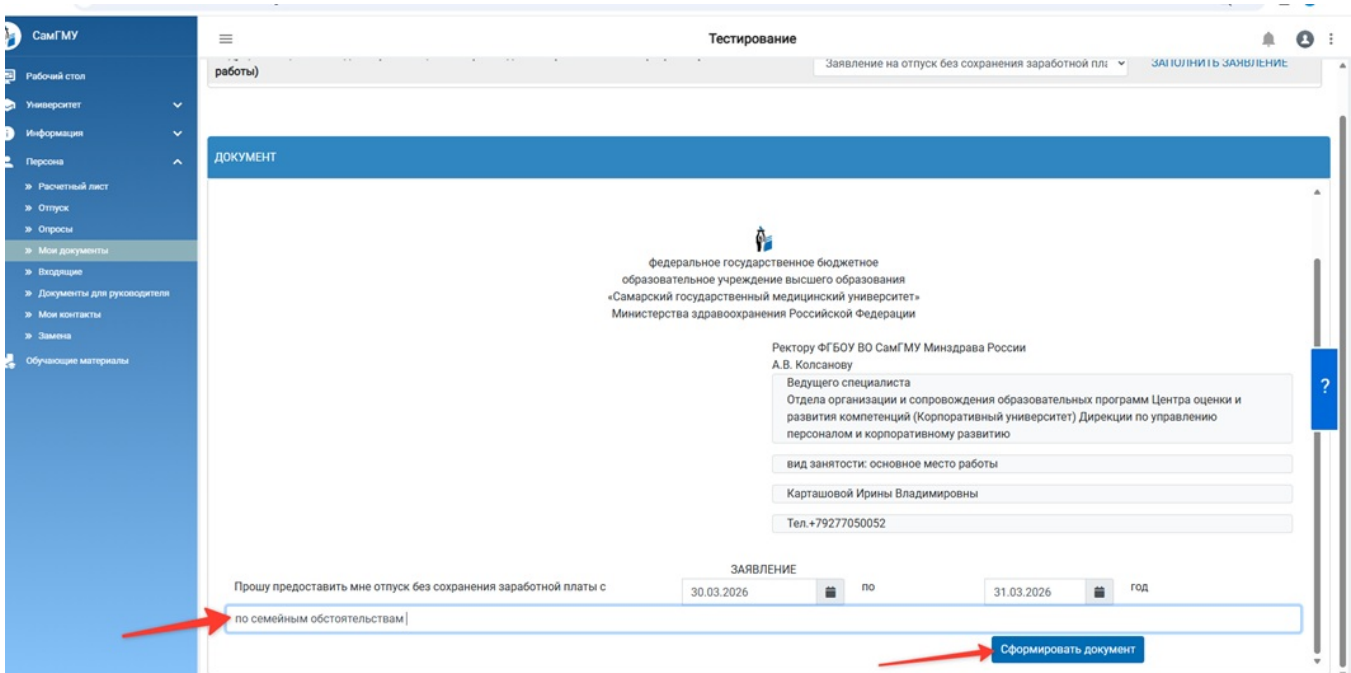 СамГМУ
Тестирование
Рабочий стол
Университет
Информация
Персона
» Расчетный лист
» Отпуск
» Опросы
» Мои документы
» Входящие
» Документы для руководителя
» Мои контакты
» Замена
Обучающие материалы
работы)
Заявление на отпуск без сохранения заработной пла
ЗАПОЛНИТЬ ЗАЯВЛЕНИЕ
ДОКУМЕНТ
федеральное государственное бюджетное
образовательное учреждение высшего образования
«Самарский государственный медицинский университет»
Министерства здравоохранения Российской Федерации
Ректору ФГБОУ ВО СамГМУ Минздрава России
А.В. Колсанову
Ведущего специалиста
Отдела организации и сопровождения образовательных программ Центра оценки и
развития компетенций (Корпоративный университет) Дирекции по управлению
персоналом и корпоративному развитию
вид занятости: основное место работы
Карташовой Ирины Владимировны
Тел.+79277050052
ЗАЯВЛЕНИЕ
Прошу предоставить мне отпуск без сохранения заработной платы с 30.03.2026 по 31.03.2026 год
по семейным обстоятельствам
Сформировать документ
?